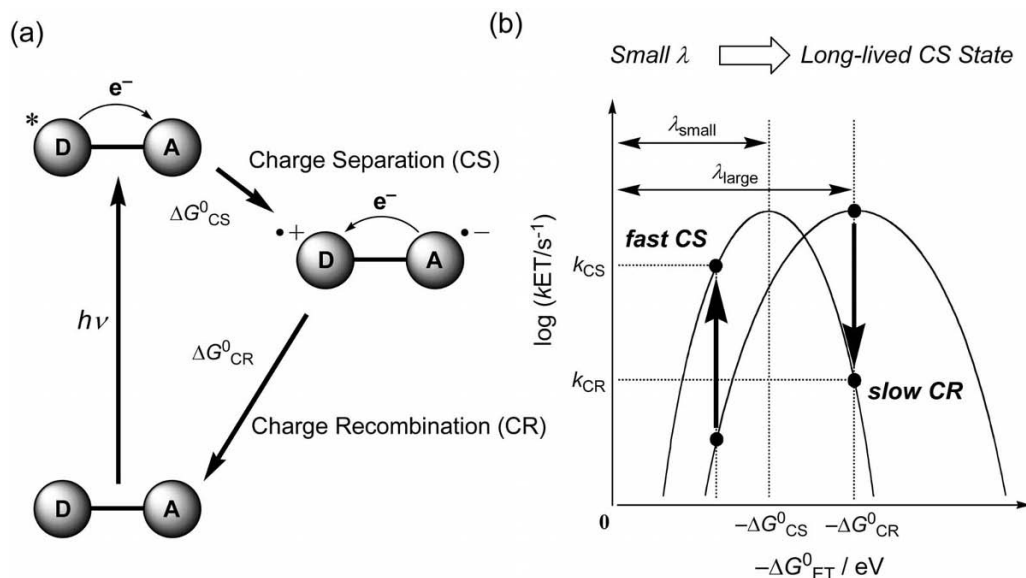 (a)
* D e⁻ A
Charge Separation (CS)
ΔG⁰CS
•+ D e⁻ A •−
hν
ΔG⁰CR
Charge Recombination (CR)
D A
(b)
Small λ Long-lived CS State
λsmall
λlarge
fast CS
kCS
kCR
slow CR
log (kET/s⁻¹)
0
−ΔG⁰CS −ΔG⁰CR
−ΔG⁰ET / eV